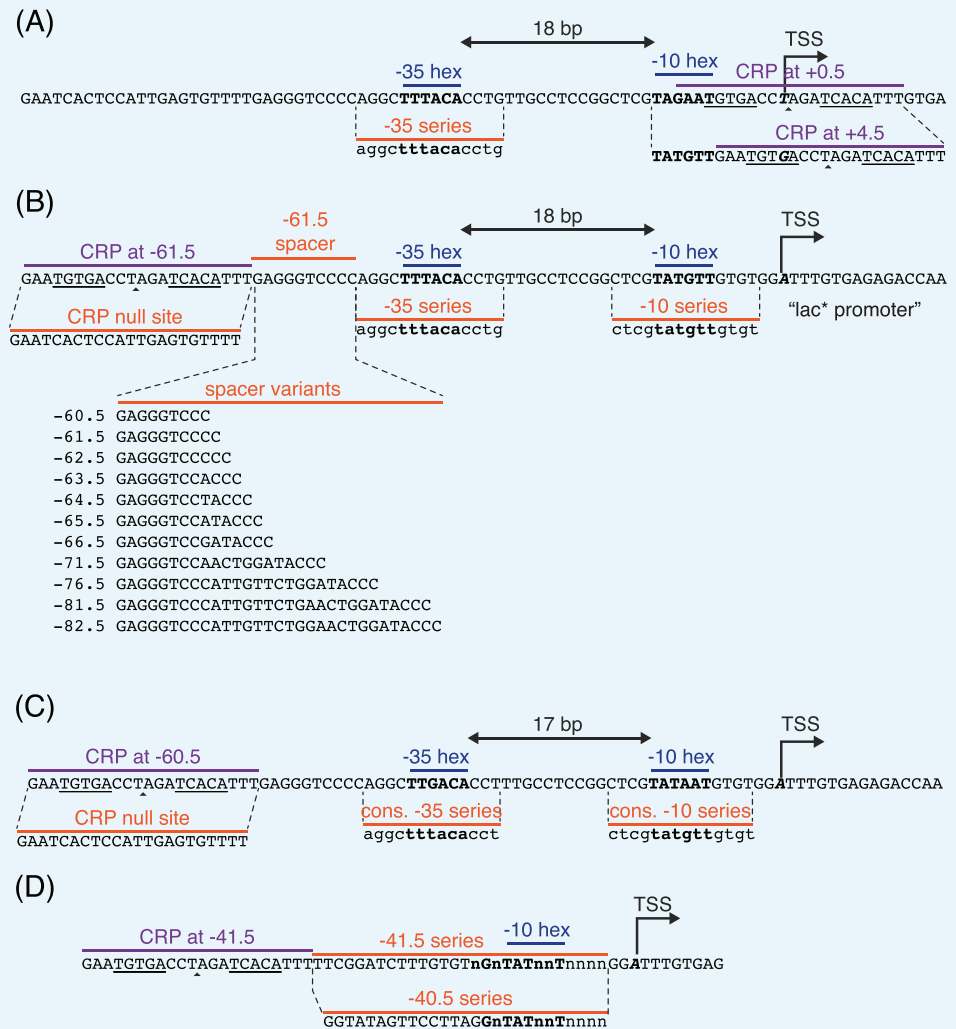 (A)
18 bp
TSS
-35 hex
-10 hex
CRP at +0.5
GAATCACTCCATTGAGTGTTTTGAGGGTCCCCAGGCTTTACACCTGTTGCCTCCGGCTCGTAGAATGTGACCTAGATCACATTTGTGA
-35 series
CRP at +4.5
aggctttacacctg
TATGTTGAATGTGACCTAGATCACATTT
(B)
-61.5
spacer
18 bp
TSS
CRP at -61.5
-35 hex
-10 hex
GAATGTGACCTAGATCACATTTGAGGGTCCCCAGGCTTTACACCTGTTGCCTCCGGCTCGTATGTTGTGTGGATTTGTGAGAGACCAA
CRP null site
-35 series
-10 series
"lac* promoter"
GAATCACTCCATTGAGTGTTTT
aggctttacacctg
ctcgtatgttgtgt
spacer variants
-60.5 GAGGGTCCC
-61.5 GAGGGTCCCC
-62.5 GAGGGTCCCCC
-63.5 GAGGGTCCACCC
-64.5 GAGGGTCCTACCC
-65.5 GAGGGTCCATACCC
-66.5 GAGGGTCCGATACCC
-71.5 GAGGGTCCAACTGGATACCC
-76.5 GAGGGTCCCATTGTTCTGGATACCC
-81.5 GAGGGTCCCATTGTTCTGAACTGGATACCC
-82.5 GAGGGTCCCATTGTTCTGGAACTGGATACCC
(C)
17 bp
TSS
CRP at -60.5
-35 hex
-10 hex
GAATGTGACCTAGATCACATTTGAGGGTCCCCAGGCTTGACACCTTTGCCTCCGGCTCGTATAATGTGTGGATTTGTGAGAGACCAA
CRP null site
cons. -35 series
cons. -10 series
GAATCACTCCATTGAGTGTTTT
aggctttacacct
ctcgtatgttgtgt
(D)
TSS
CRP at -41.5
-41.5 series
-10 hex
GAATGTGACCTAGATCACATTTTTCGGATCTTTGTGTnGnTATnnTnnnnGGATTTGTGAG
-40.5 series
GGTATAGTTCCTTAGGnTATnnTnnnn